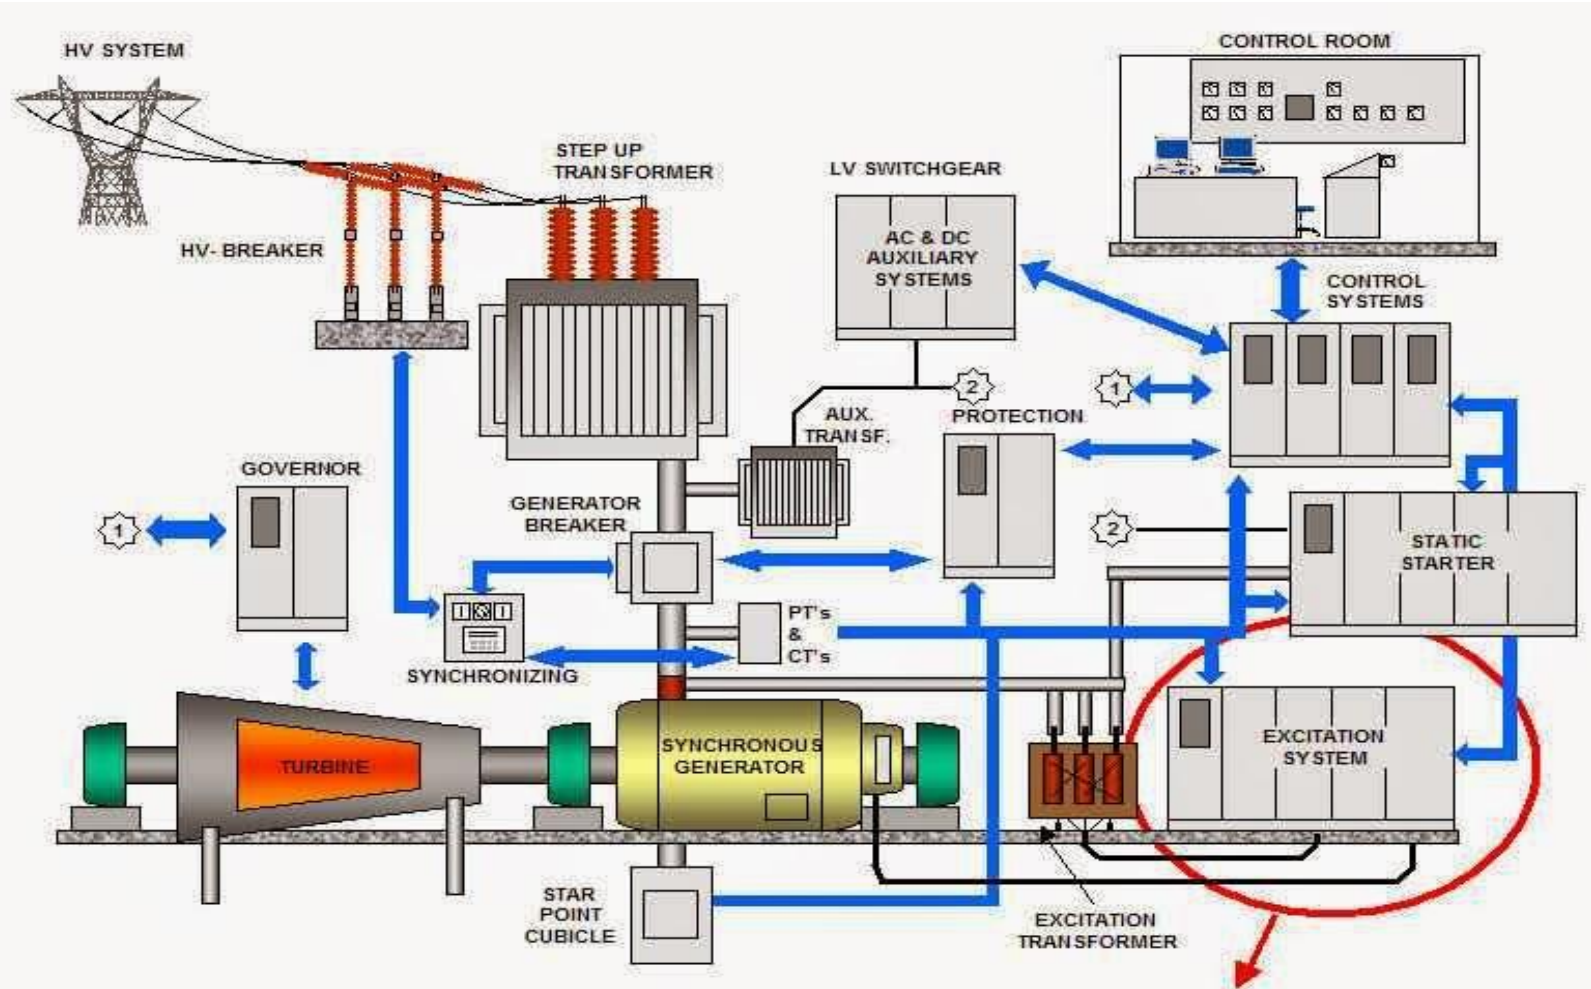 HV SYSTEM
CONTROL ROOM
STEP UP
TRANSFORMER
LV SWITCHGEAR
HV- BREAKER
AC & DC
AUXILIARY
SYSTEMS
CONTROL
SYSTEMS
2
1
AUX.
TRANSF.
PROTECTION
GOVERNOR
GENERATOR
BREAKER
1
2
STATIC
STARTER
PT's
&
CT's
SYNCHRONIZING
TURBINE
SYNCHRONOUS
GENERATOR
EXCITATION
SYSTEM
STAR
POINT
CUBICLE
EXCITATION
TRANSFORMER